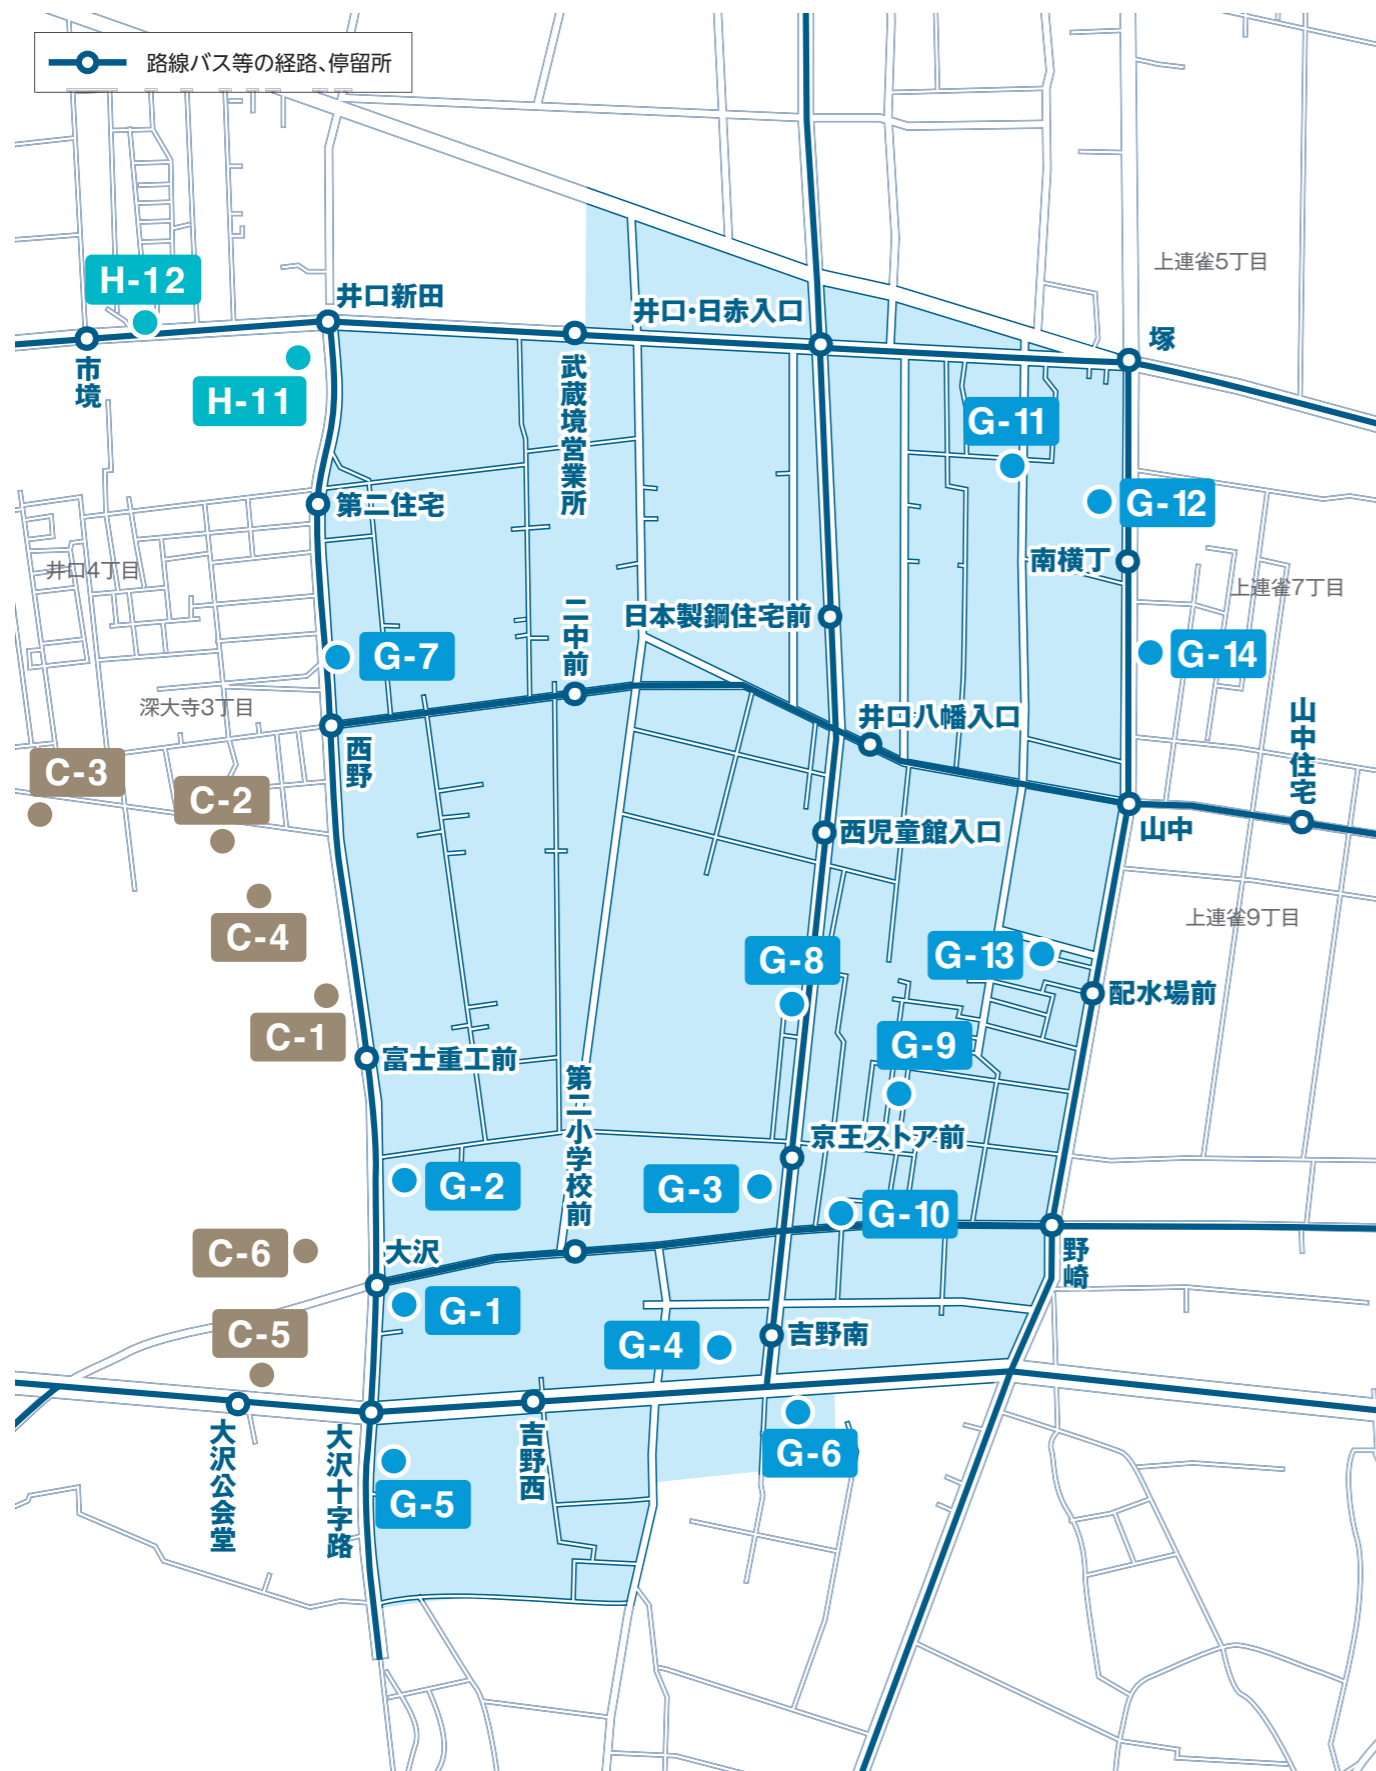 路線バス等の経路、停留所
上連雀5丁目
H-12
井口新田
井口・日赤入口
塚
市境
H-11
武蔵境営業所
G-11
第二住宅
G-12
南横丁
井口4丁目
上連雀7丁目
二中前
日本製鋼住宅前
G-7
G-14
深大寺3丁目
井口八幡入口
山中住宅
西野
C-3
C-2
西児童館入口
山中
C-4
上連雀9丁目
G-8
G-13
配水場前
C-1
富士重工前
G-9
第二小学校前
京王ストア前
G-2
G-3
G-10
C-6
大沢
野崎
G-1
C-5
G-4
吉野南
大沢公会堂
大沢十字路
吉野西
G-6
G-5